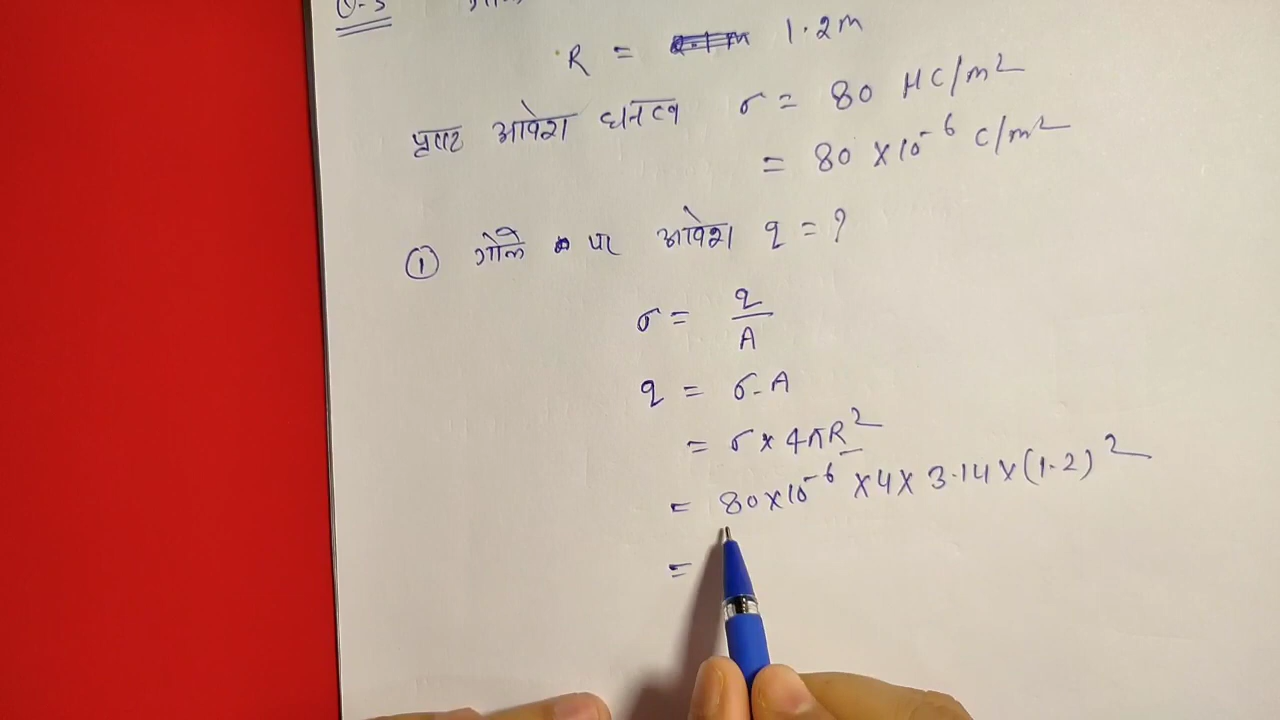 Q-3
R = 1.2m
पृष्ठ आवेश घनत्व σ = 80 μC/m²
= 80 ×10⁻⁶ C/m²
① गोले पर आवेश q = ?
σ = q/A
q = σ-A
= σ × 4πR²
= 80×10⁻⁶ ×4× 3.14×(1.2)²
=